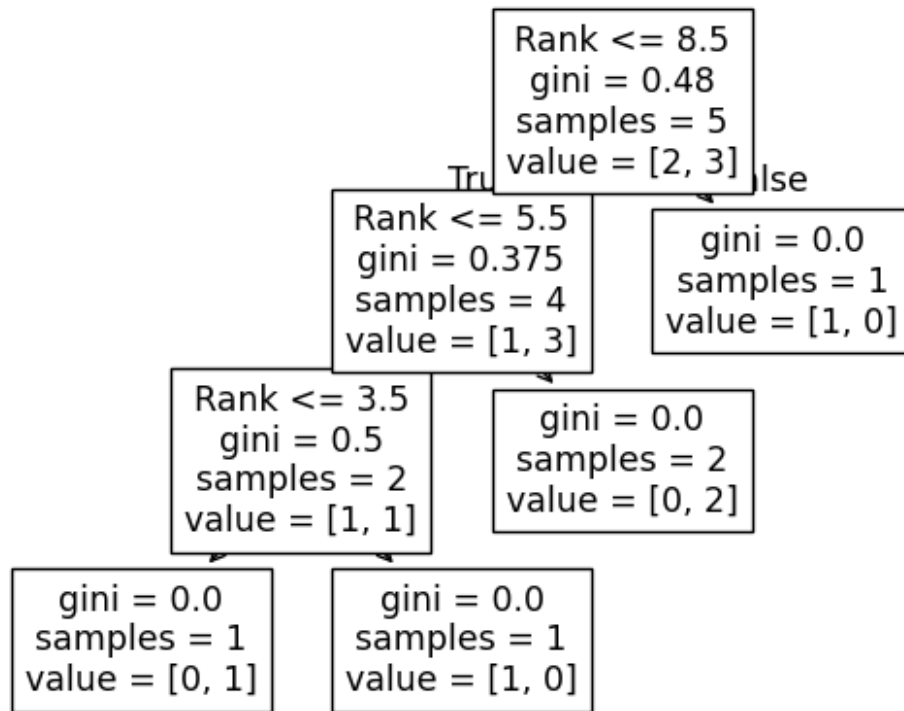 Rank <= 8.5
gini = 0.48
samples = 5
value = [2, 3]
Rank <= 5.5
gini = 0.375
samples = 4
value = [1, 3]
gini = 0.0
samples = 1
value = [1, 0]
Rank <= 3.5
gini = 0.5
samples = 2
value = [1, 1]
gini = 0.0
samples = 2
value = [0, 2]
gini = 0.0
samples = 1
value = [0, 1]
gini = 0.0
samples = 1
value = [1, 0]